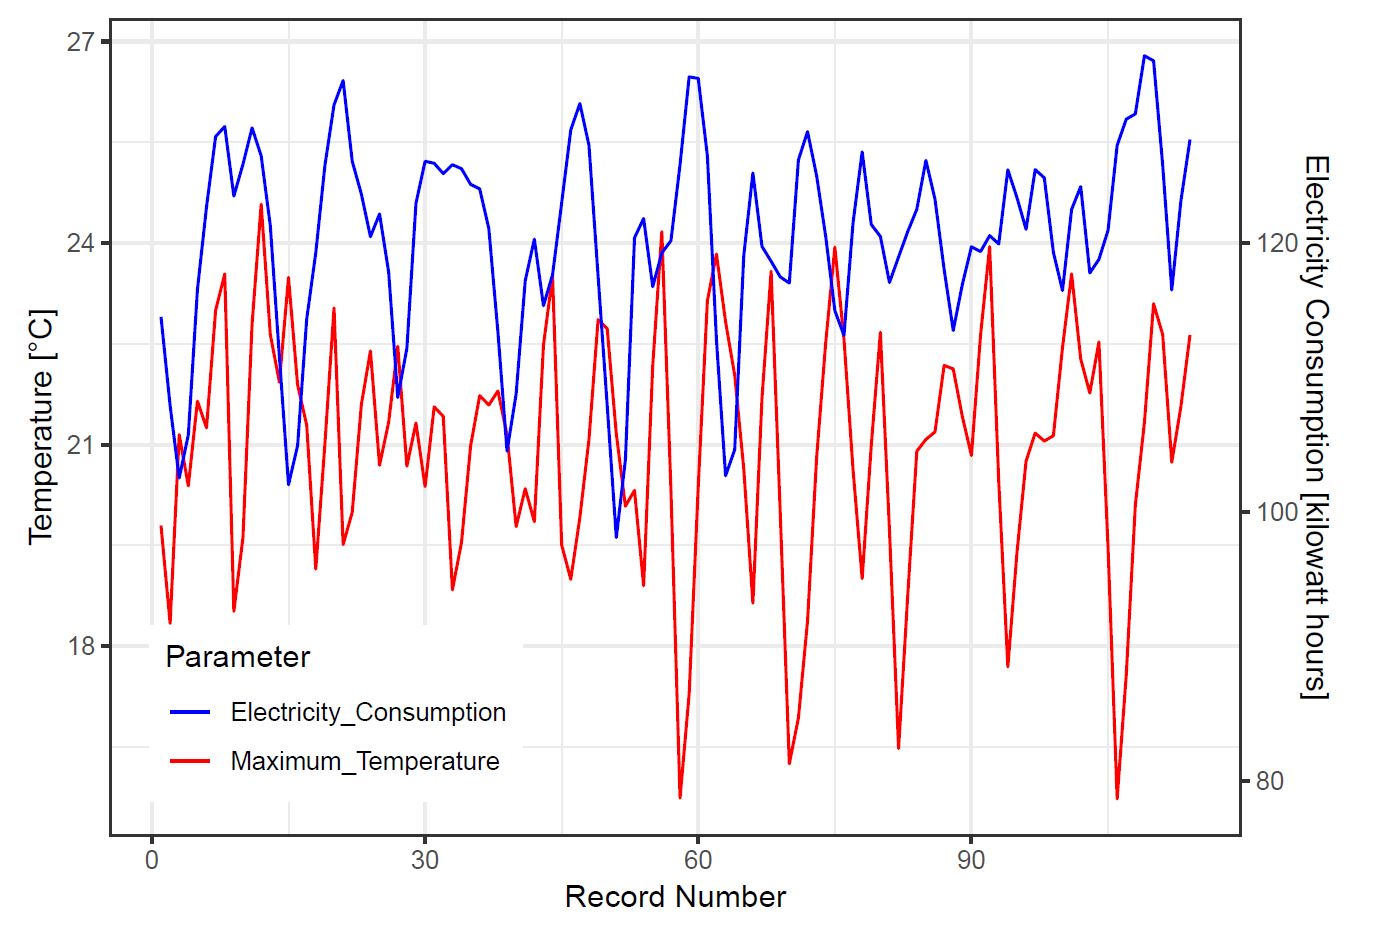 27
24
21
18
Temperature [°C]
120
100
80
Electricity Consumption [kilowatt hours]
Parameter
Electricity_Consumption
Maximum_Temperature
0 30 60 90
Record Number